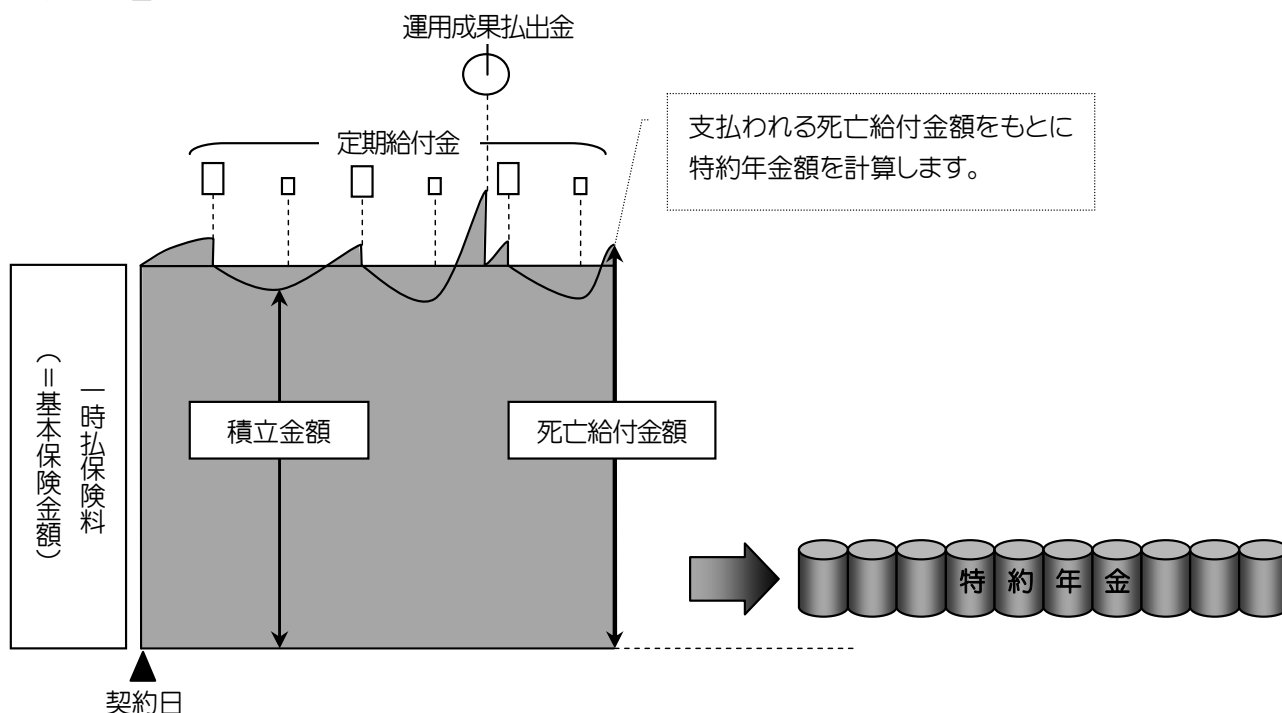 運用成果払出金
定期給付金
支払われる死亡給付金額をもとに
特約年金額を計算します。
一時払保険料
（＝基本保険金額）
積立金額
死亡給付金額
特約年金
契約日